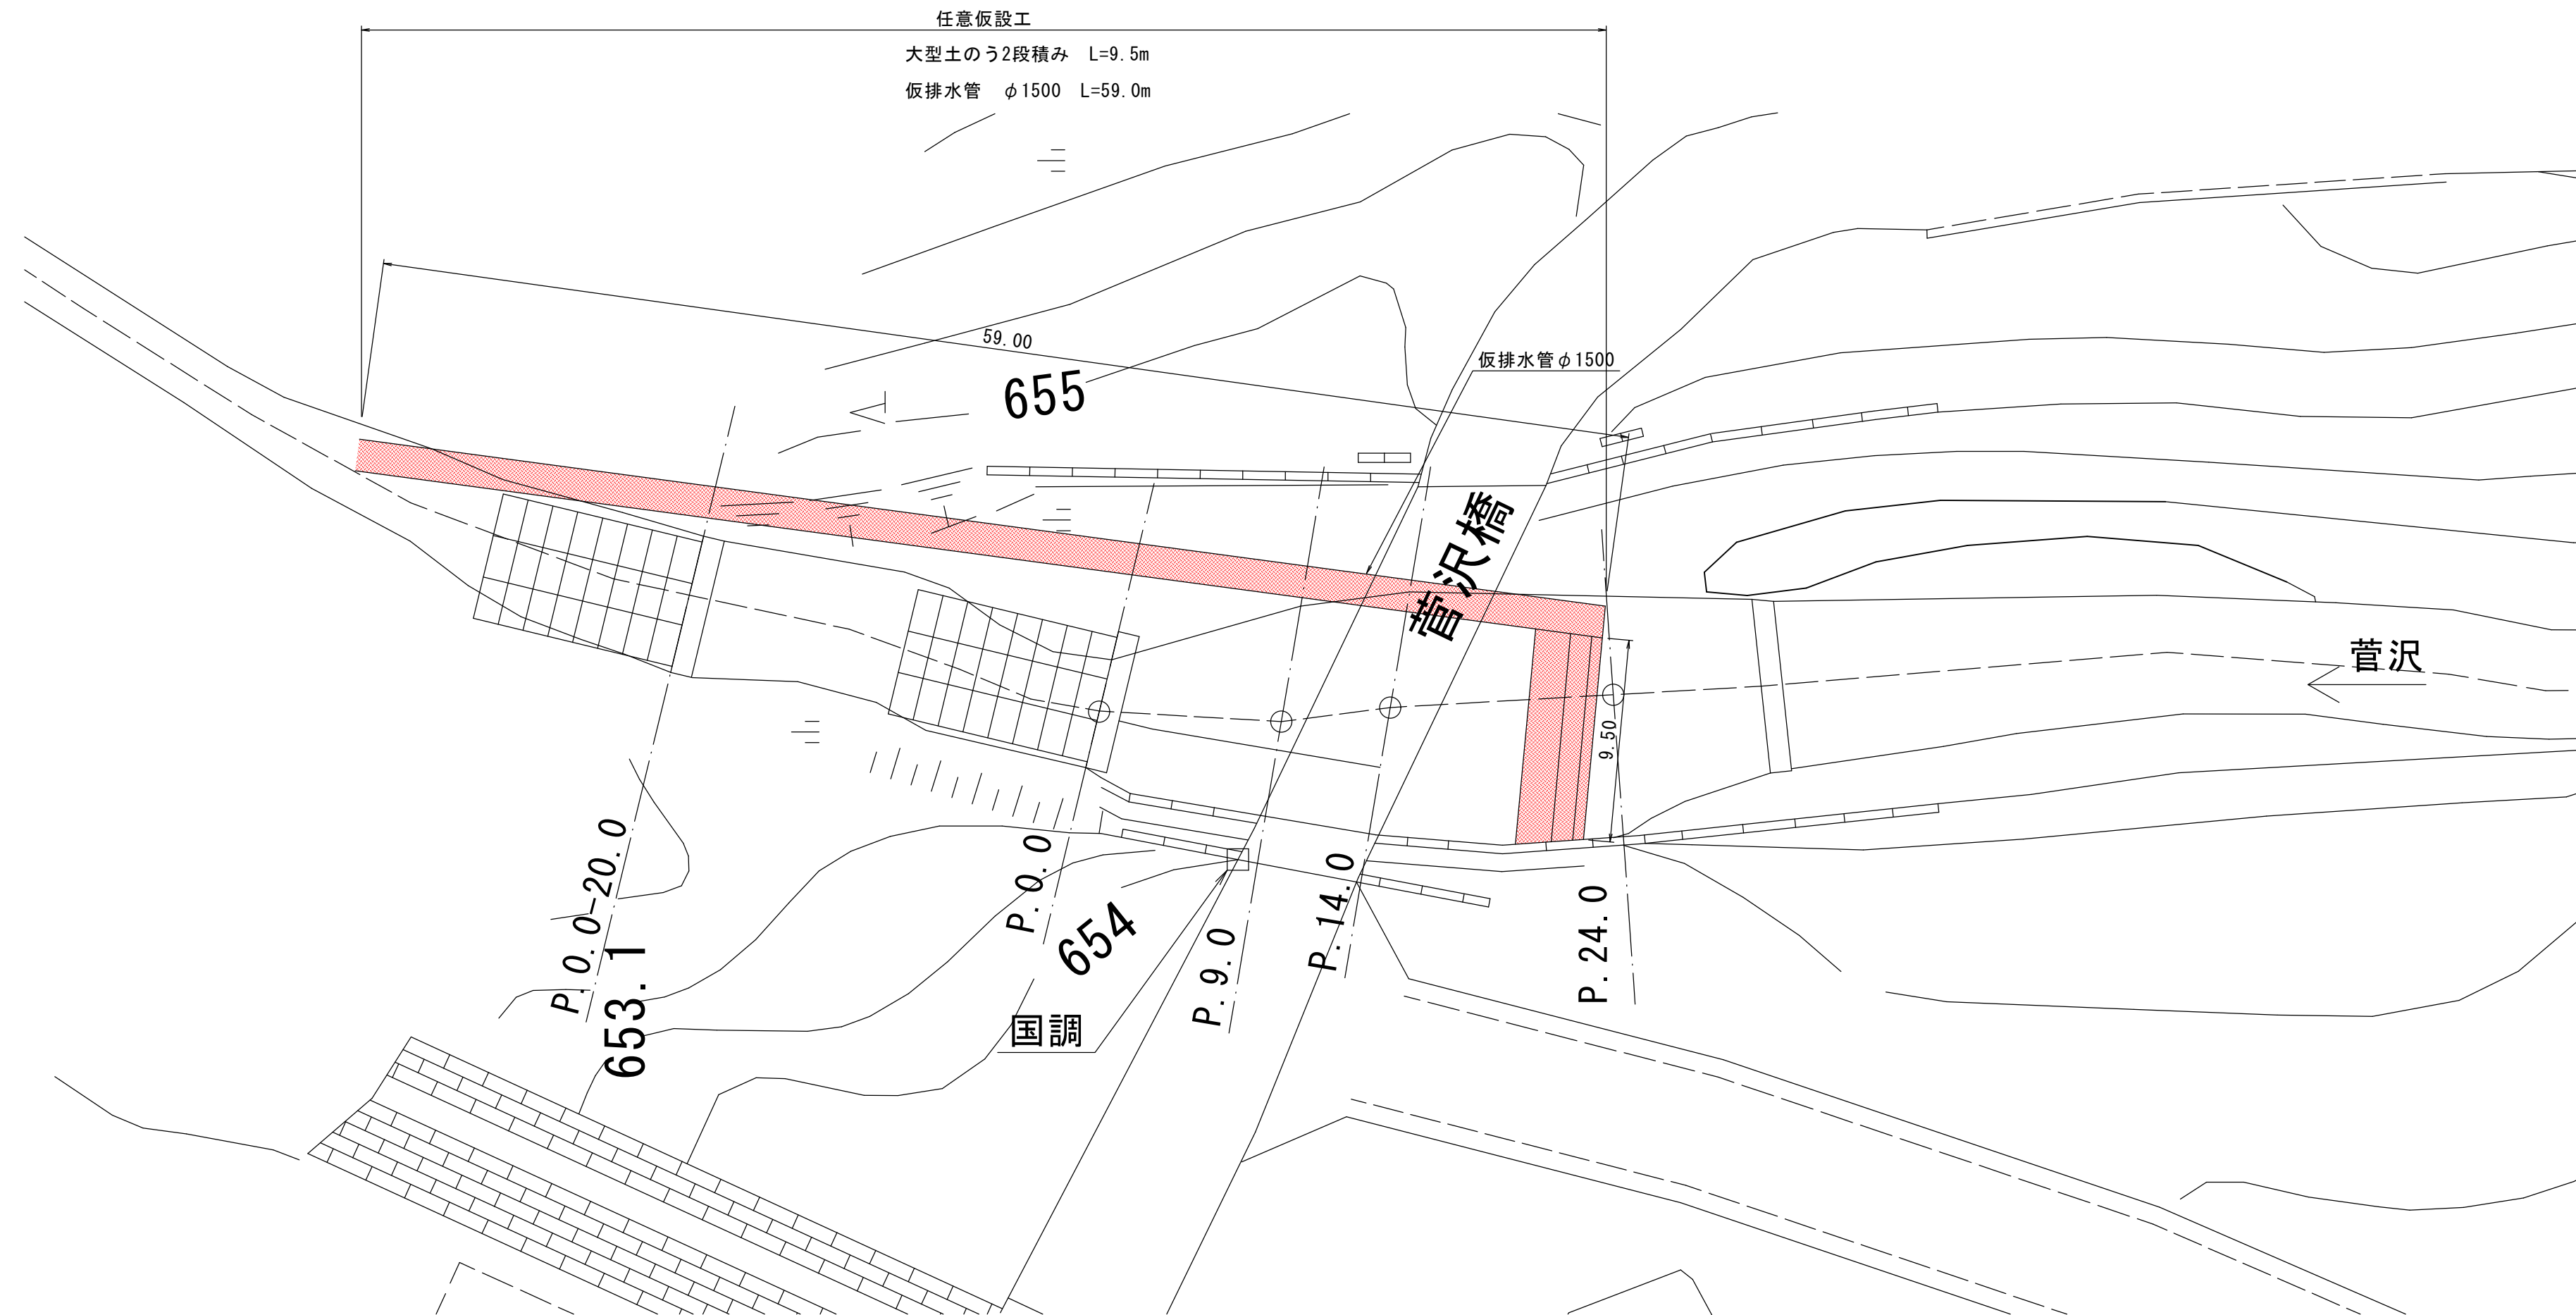 任意仮設工
大型土のう2段積み L=9.5m
仮排水管 φ1500 L=59.0m
59.00
仮排水管φ1500
655
菅沢橋
菅沢
9.50
P.0.0-20.0
653.1
P.0.0
654
P.9.0
P.14.0
P.24.0
国調